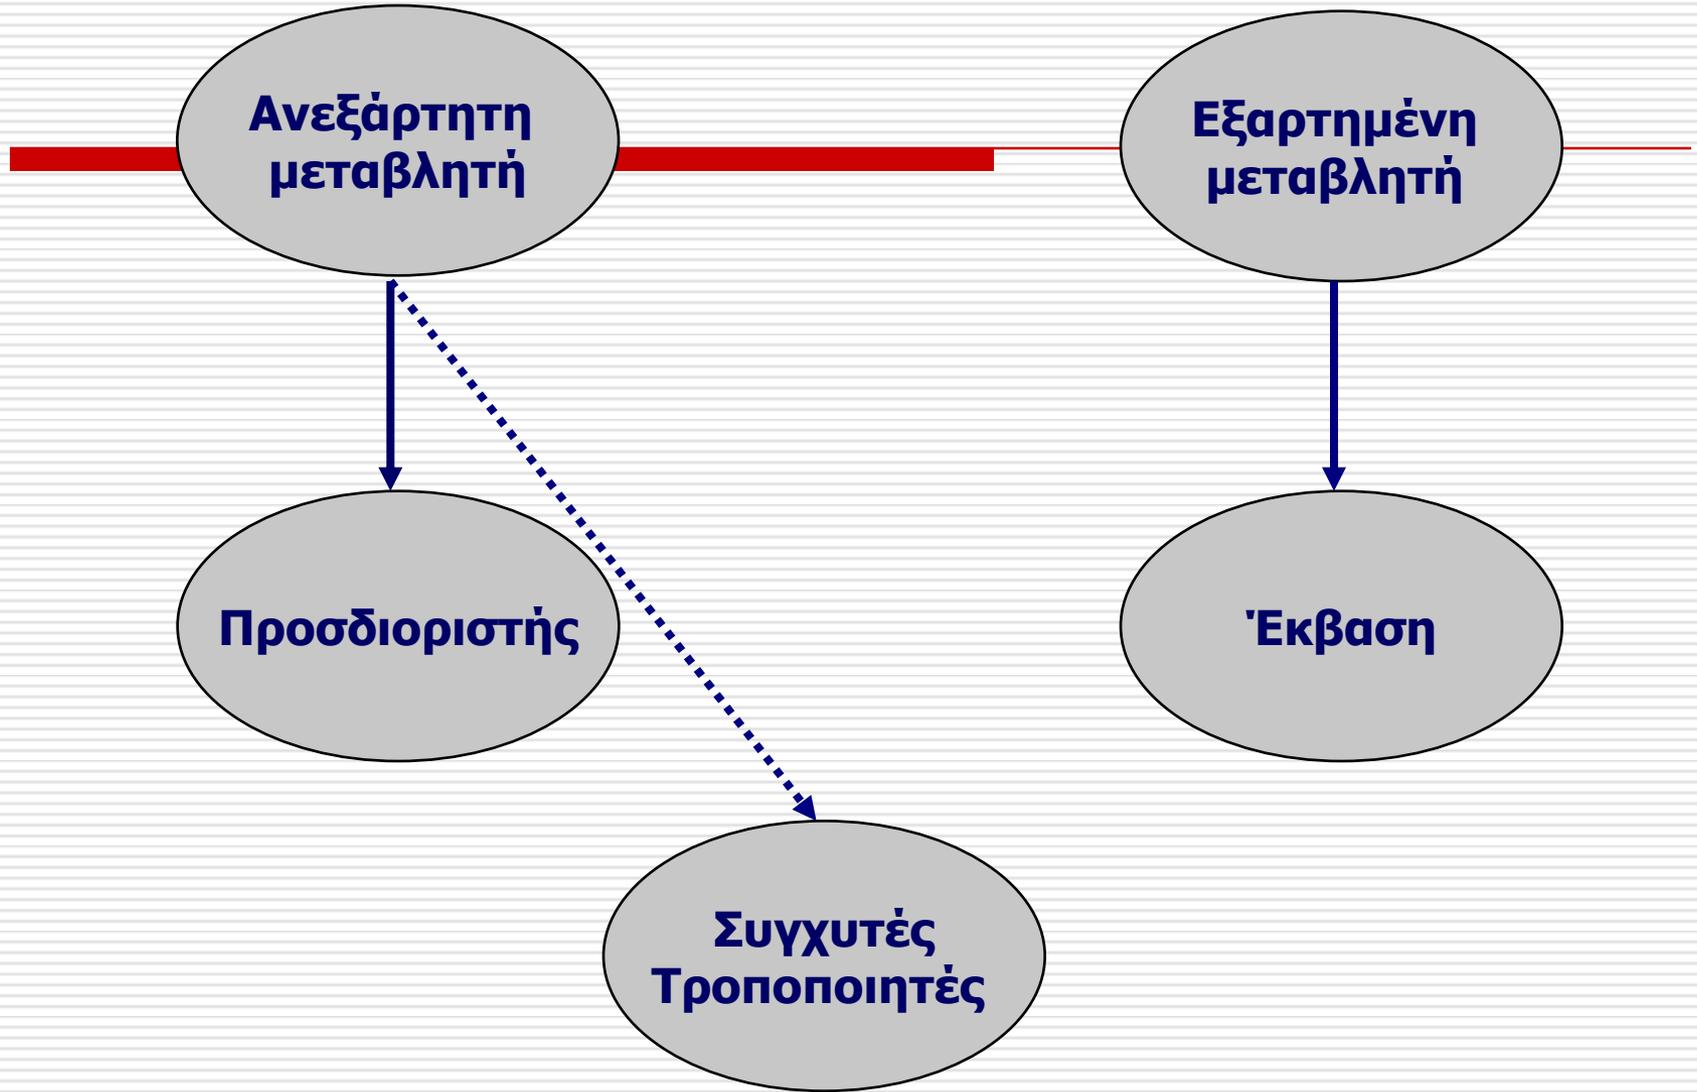 Ανεξάρτητη
μεταβλητή
Εξαρτημένη
μεταβλητή
Προσδιοριστής
Έκβαση
Συγχυτές
Τροποποιητές